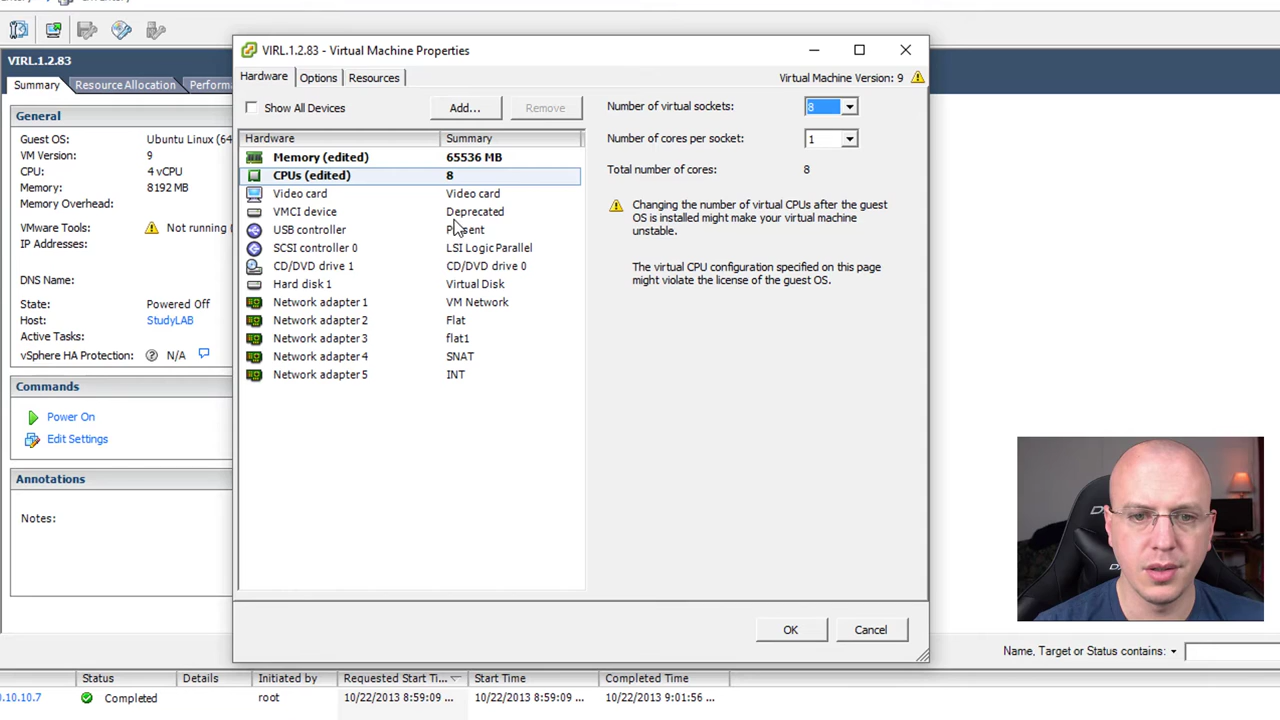 VIRL.1.2.83
Summary
Resource Allocation
Perform
General
Guest OS: Ubuntu Linux (64
VM Version: 9
CPU: 4 vCPU
Memory: 8192 MB
Memory Overhead:
VMware Tools: Not running (
IP Addresses:
DNS Name:
State: Powered Off
Host: StudyLAB
Active Tasks:
vSphere HA Protection: N/A
Commands
Power On
Edit Settings
Annotations
Notes:
VIRL.1.2.83 - Virtual Machine Properties
Hardware Options Resources
Virtual Machine Version: 9
Show All Devices
Add...
Remove
Hardware Summary
Memory (edited) 65536 MB
CPUs (edited) 8
Video card Video card
VMCI device Deprecated
USB controller Present
SCSI controller 0 LSI Logic Parallel
CD/DVD drive 1 CD/DVD drive 0
Hard disk 1 Virtual Disk
Network adapter 1 VM Network
Network adapter 2 Flat
Network adapter 3 flat1
Network adapter 4 SNAT
Network adapter 5 INT
Number of virtual sockets: 8
Number of cores per socket: 1
Total number of cores: 8
Changing the number of virtual CPUs after the guest
OS is installed might make your virtual machine
unstable.
The virtual CPU configuration specified on this page
might violate the license of the guest OS.
OK
Cancel
Name, Target or Status contains:
Status Details Initiated by Requested Start Ti... Start Time Completed Time
0.10.10.7 Completed root 10/22/2013 8:59:09 ... 10/22/2013 8:59:09 ... 10/22/2013 9:01:56 ...